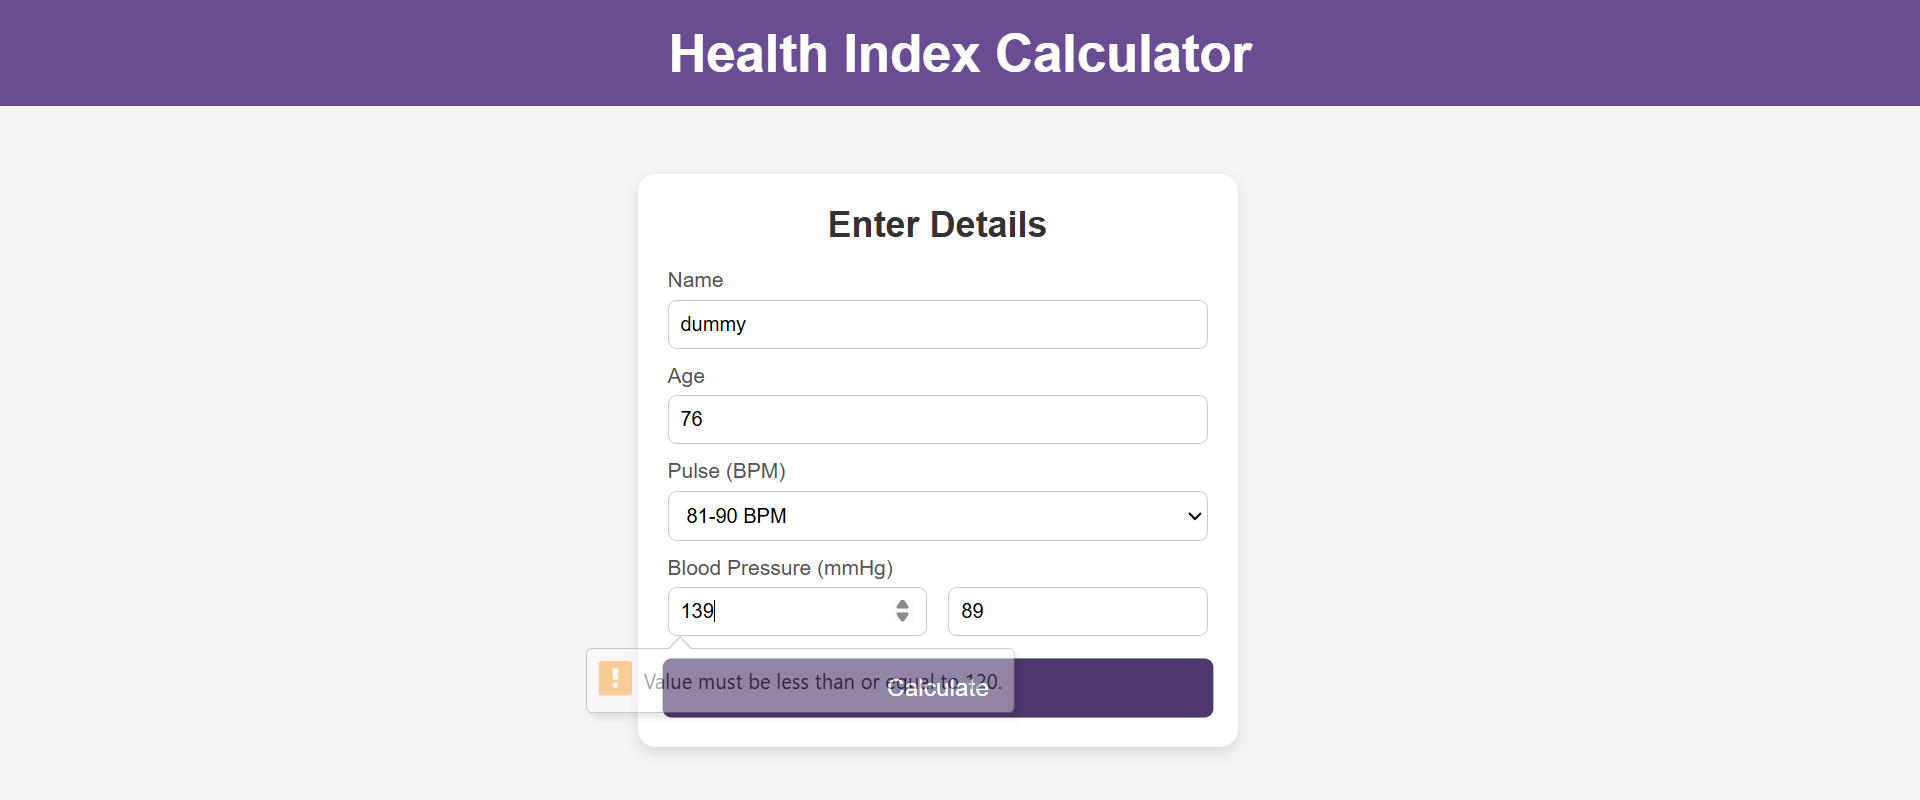 Health Index Calculator
Enter Details
Name
dummy
Age
76
Pulse (BPM)
81-90 BPM
Blood Pressure (mmHg)
139 89
Value must be less than or equal to 120.
Calculate